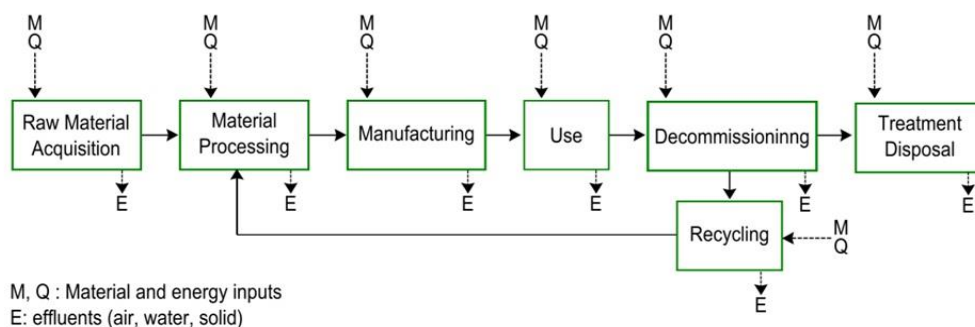 M
Q
M
Q
M
Q
M
Q
M
Q
M
Q
Raw Material
Acquisition
Material
Processing
Manufacturing
Use
Decommissioninng
Treatment
Disposal
E
E
E
E
E
E
Recycling
M
Q
E
M, Q : Material and energy inputs
E: effluents (air, water, solid)